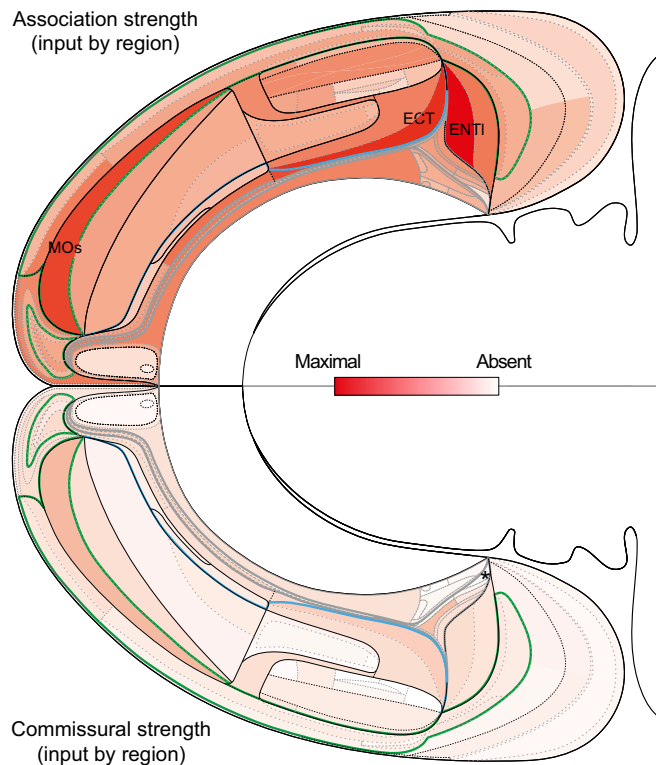 Association strength
(input by region)
ECT
ENTl
MOs
Maximal
Absent
*
Commissural strength
(input by region)